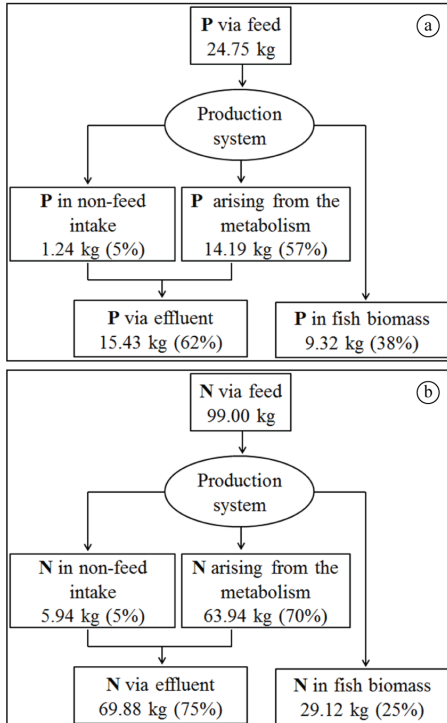 a
P via feed
24.75 kg
Production
system
P in non-feed
intake
1.24 kg (5%)
P arising from the
metabolism
14.19 kg (57%)
P via effluent
15.43 kg (62%)
P in fish biomass
9.32 kg (38%)
b
N via feed
99.00 kg
Production
system
N in non-feed
intake
5.94 kg (5%)
N arising from the
metabolism
63.94 kg (70%)
N via effluent
69.88 kg (75%)
N in fish biomass
29.12 kg (25%)